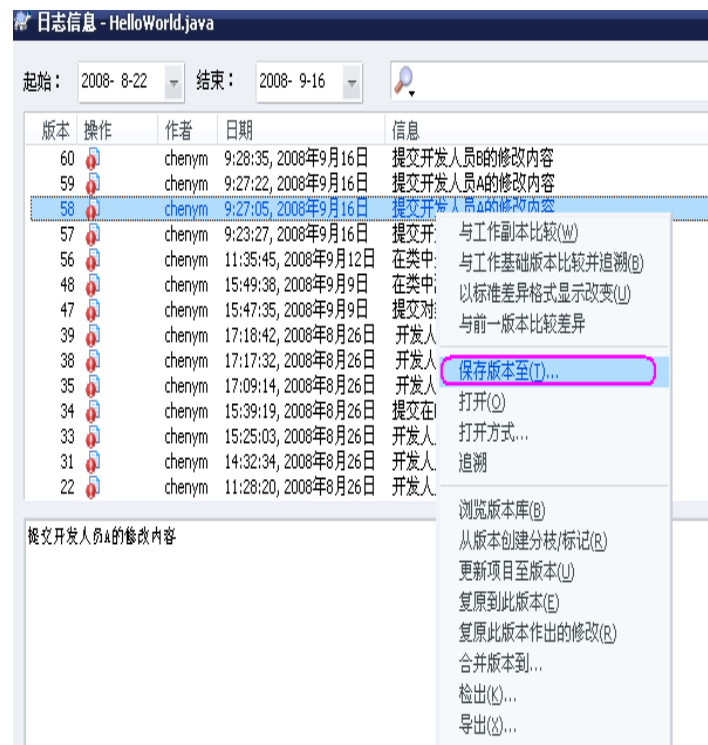 日志信息 - HelloWorld.java
起始： 2008- 8-22 结束： 2008- 9-16
版本 操作 作者 日期 信息
60 chenym 9:28:35, 2008年9月16日 提交开发人员B的修改内容
59 chenym 9:27:22, 2008年9月16日 提交开发人员A的修改内容
58 chenym 9:27:05, 2008年9月16日 提交开发人员A的修改内容
57 chenym 9:23:27, 2008年9月16日 提交开
56 chenym 11:35:45, 2008年9月12日 在类中
48 chenym 15:49:38, 2008年9月9日 在类中
47 chenym 15:47:35, 2008年9月9日 提交对
39 chenym 17:18:42, 2008年8月26日 开发人
38 chenym 17:17:32, 2008年8月26日 开发人
35 chenym 17:09:14, 2008年8月26日 开发人
34 chenym 15:39:19, 2008年8月26日 提交在
33 chenym 15:25:03, 2008年8月26日 开发人
31 chenym 14:32:34, 2008年8月26日 开发人
22 chenym 11:28:20, 2008年8月26日 开发人
与工作副本比较(W)
与工作基础版本比较并追溯(B)
以标准差异格式显示改变(U)
与前一版本比较差异
保存版本至(T)...
打开(O)
打开方式...
追溯
浏览版本库(B)
从版本创建分枝/标记(R)
更新项目至版本(U)
复原到此版本(E)
复原此版本作出的修改(R)
合并版本到...
检出(K)...
导出(X)...
提交开发人员A的修改内容